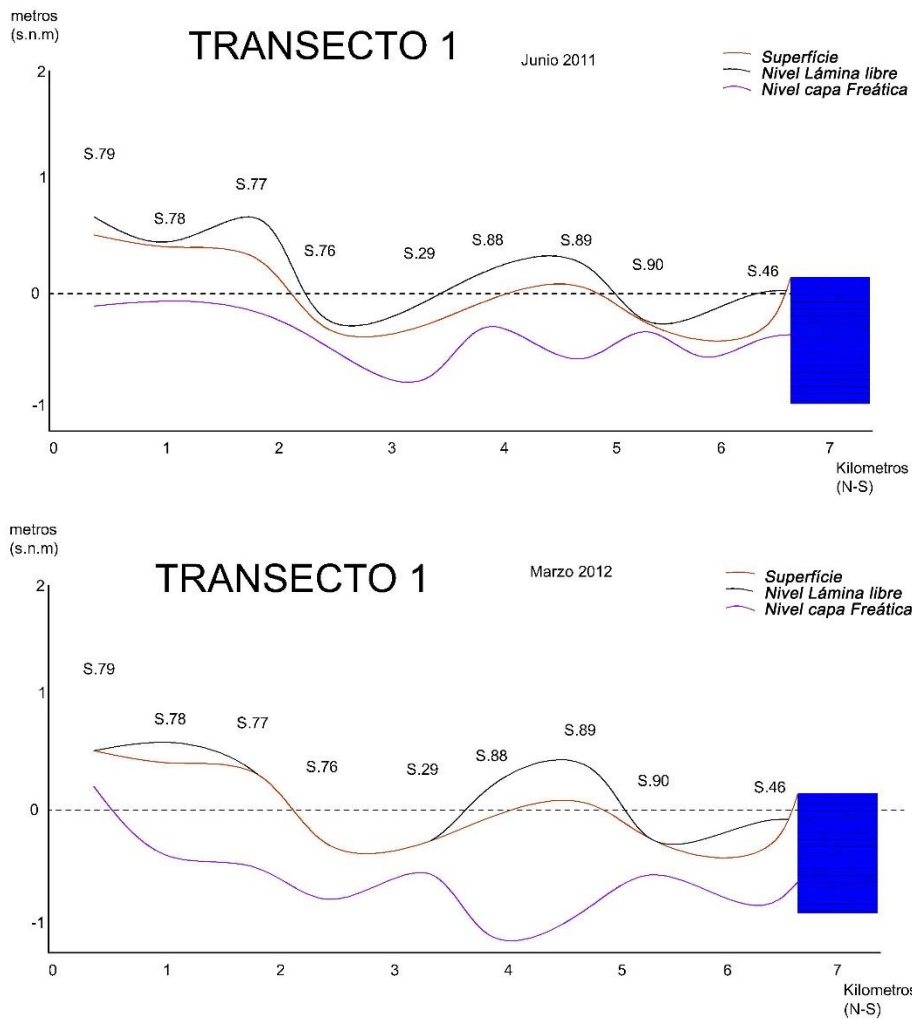 metros
(s.n.m)
TRANSECTO 1
Junio 2011
Superfície
Nivel Lámina libre
Nivel capa Freática
2
1
0
-1
S.79
S.78
S.77
S.76
S.29
S.88
S.89
S.90
S.46
0 1 2 3 4 5 6 7
Kilometros
(N-S)
metros
(s.n.m)
TRANSECTO 1
Marzo 2012
Superfície
Nivel Lámina libre
Nivel capa Freática
2
1
0
-1
S.79
S.78
S.77
S.76
S.29
S.88
S.89
S.90
S.46
0 1 2 3 4 5 6 7
Kilometros
(N-S)